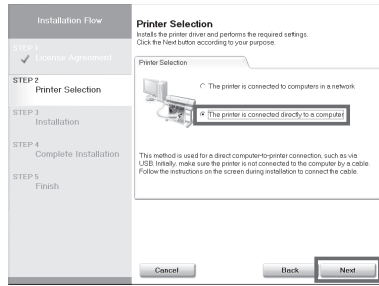 Installation Flow
STEP 1
License Agreement
STEP 2
Printer Selection
STEP 3
Installation
STEP 4
Complete Installation
STEP 5
Finish
Printer Selection
Installs the printer driver and performs the required settings.
Click the Next button according to your purpose.
Printer Selection
The printer is connected to computers in a network
The printer is connected directly to a computer
This method is used for a direct computer-to-printer connection, such as via
USB. Initially, make sure the printer is not connected to the computer by a cable.
Follow the instructions on the screen during installation to connect the cable.
Cancel
Back
Next